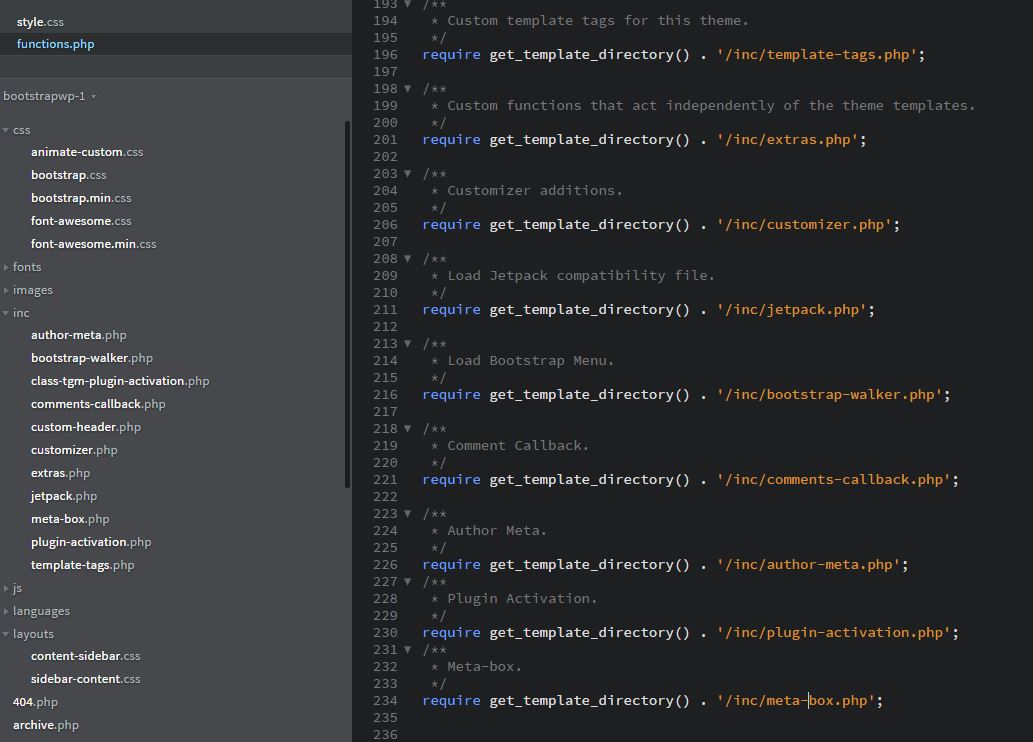 style.css
functions.php
bootstrapwp-1
css
animate-custom.css
bootstrap.css
bootstrap.min.css
font-awesome.css
font-awesome.min.css
fonts
images
inc
author-meta.php
bootstrap-walker.php
class-tgm-plugin-activation.php
comments-callback.php
custom-header.php
customizer.php
extras.php
jetpack.php
meta-box.php
plugin-activation.php
template-tags.php
js
languages
layouts
content-sidebar.css
sidebar-content.css
404.php
archive.php
193 /**
194 * Custom template tags for this theme.
195 */
196 require get_template_directory() . '/inc/template-tags.php';
197
198 /**
199 * Custom functions that act independently of the theme templates.
200 */
201 require get_template_directory() . '/inc/extras.php';
202
203 /**
204 * Customizer additions.
205 */
206 require get_template_directory() . '/inc/customizer.php';
207
208 /**
209 * Load Jetpack compatibility file.
210 */
211 require get_template_directory() . '/inc/jetpack.php';
212
213 /**
214 * Load Bootstrap Menu.
215 */
216 require get_template_directory() . '/inc/bootstrap-walker.php';
217
218 /**
219 * Comment Callback.
220 */
221 require get_template_directory() . '/inc/comments-callback.php';
222
223 /**
224 * Author Meta.
225 */
226 require get_template_directory() . '/inc/author-meta.php';
227 /**
228 * Plugin Activation.
229 */
230 require get_template_directory() . '/inc/plugin-activation.php';
231 /**
232 * Meta-box.
233 */
234 require get_template_directory() . '/inc/meta-box.php';
235
236